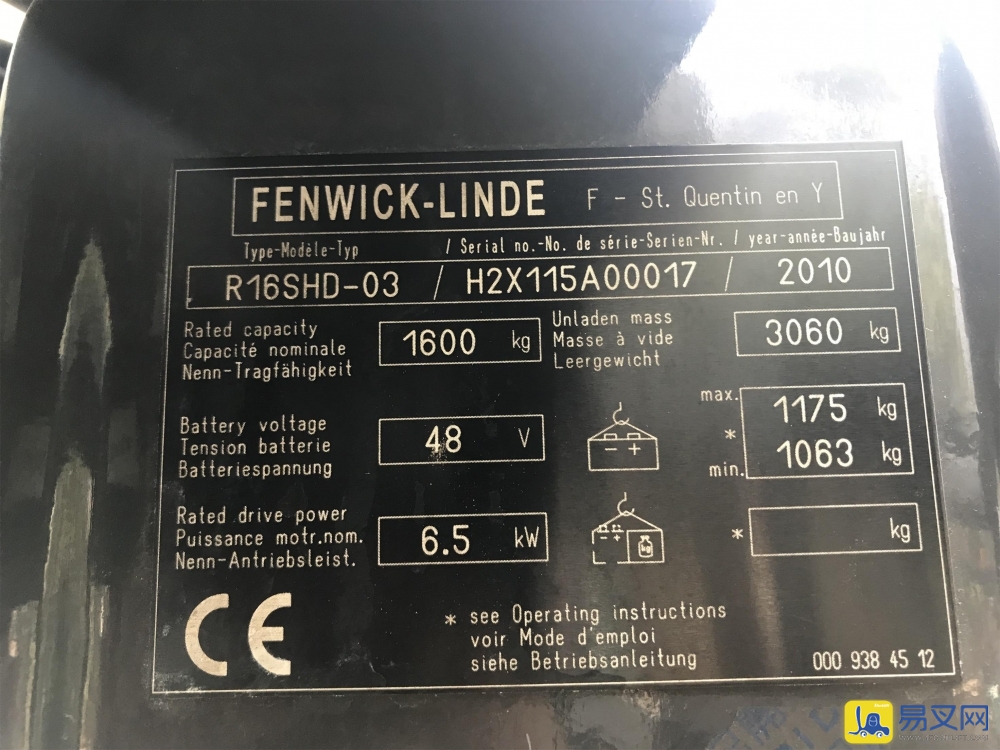 FENWICK-LINDE F - St. Quentin en Y
Type-Modèle-Typ / Serial no.-No. de série-Serien-Nr. / year-année-Baujahr
R16SHD-03 / H2X115A00017 / 2010
Rated capacity
Capacité nominale
Nenn-Tragfähigkeit
1600 kg
Unladen mass
Masse à vide
Leergewicht
3060 kg
Battery voltage
Tension batterie
Batteriespannung
48 V
- +
max. 1175 kg
*
min. 1063 kg
Rated drive power
Puissance motr.nom.
Nenn-Antriebsleist.
6.5 kW
- + kg
* kg
CE
* see Operating instructions
voir Mode d'emploi
siehe Betriebsanleitung
000 938 45 12
易叉网